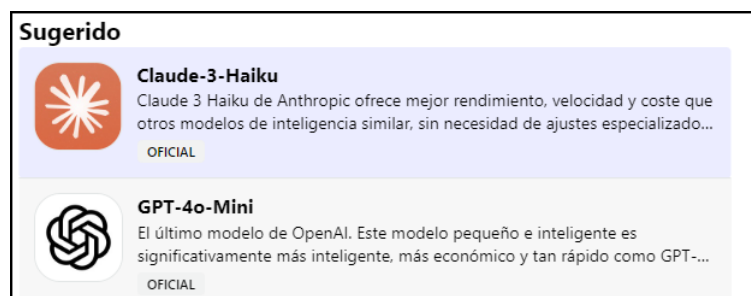 Sugerido
Claude-3-Haiku
Claude 3 Haiku de Anthropic ofrece mejor rendimiento, velocidad y coste que
otros modelos de inteligencia similar, sin necesidad de ajustes especializado...
OFICIAL
GPT-4o-Mini
El último modelo de OpenAI. Este modelo pequeño e inteligente es
significativamente más inteligente, más económico y tan rápido como GPT-...
OFICIAL